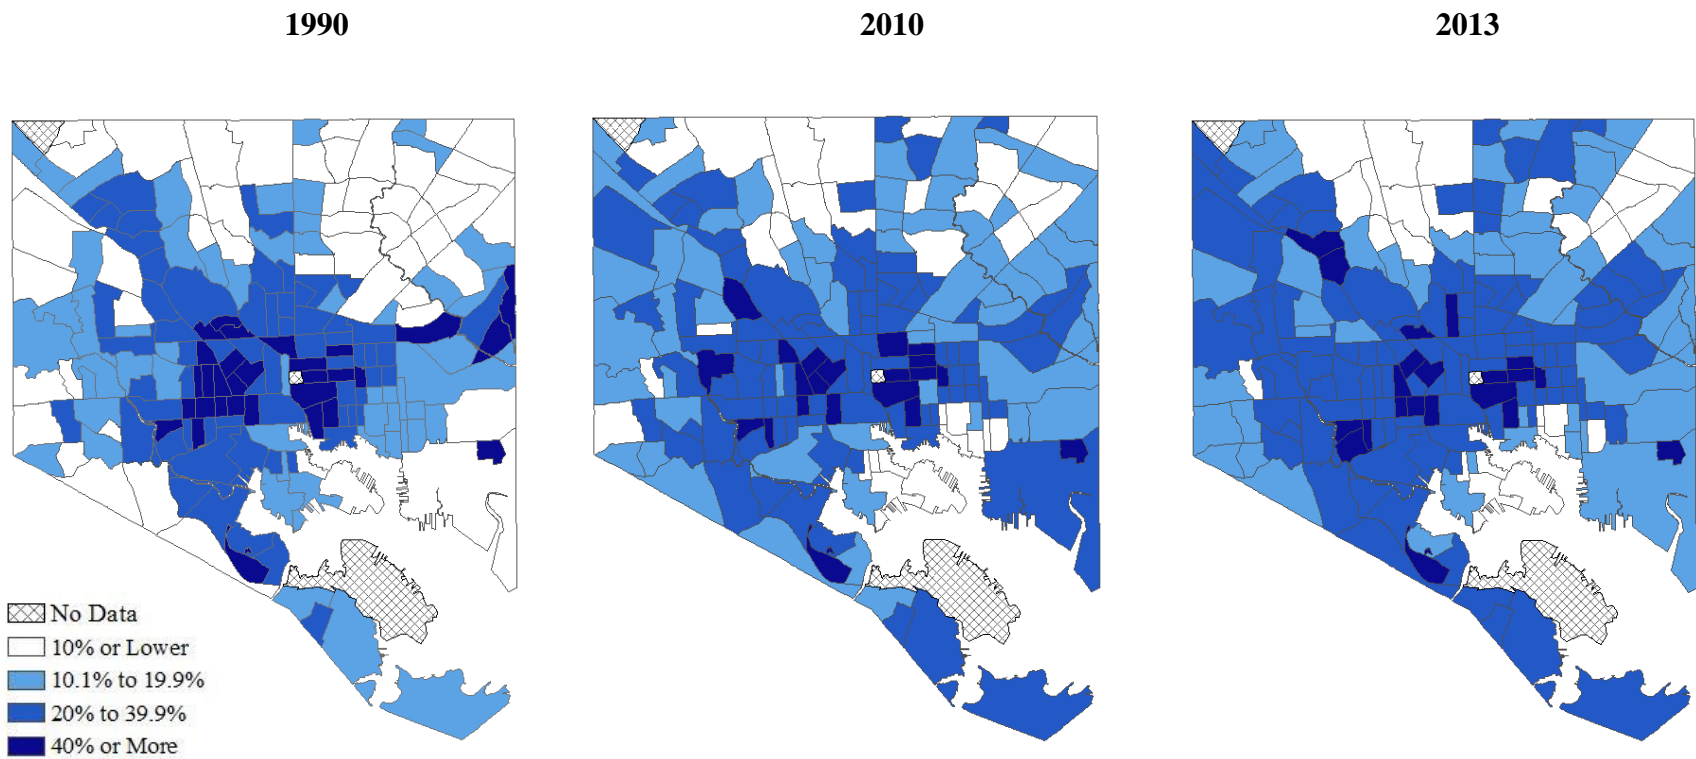 1990
2010
2013
No Data
10% or Lower
10.1% to 19.9%
20% to 39.9%
40% or More